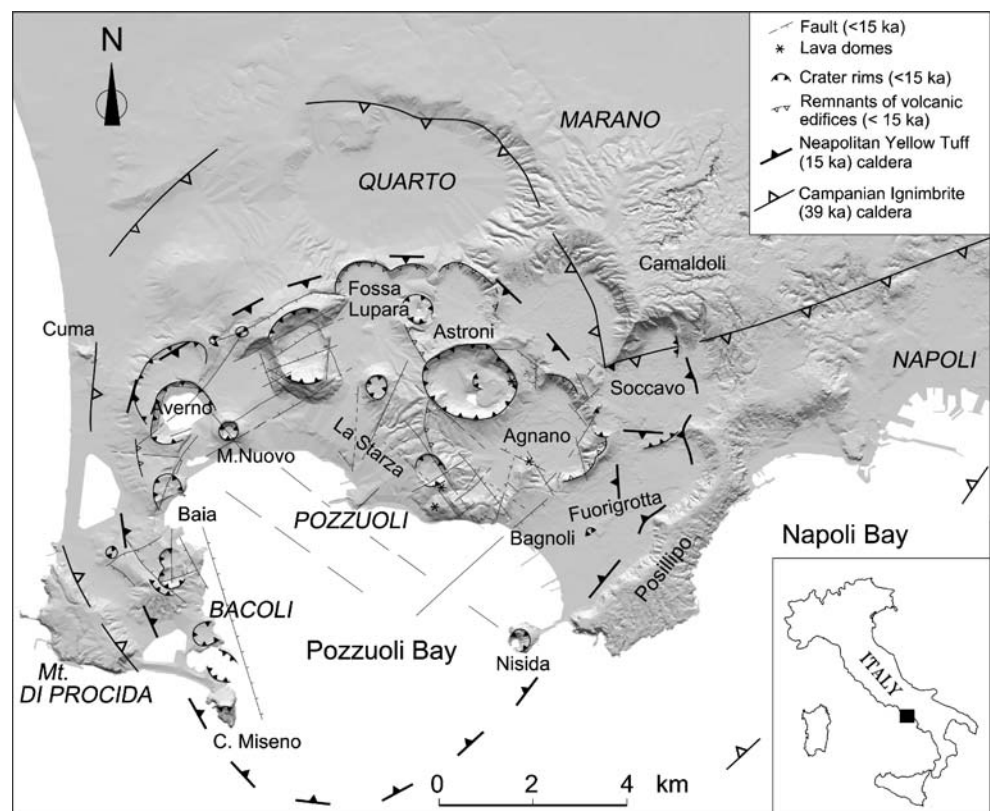 N
Fault (<15 ka)
Lava domes
Crater rims (<15 ka)
Remnants of volcanic
edifices (< 15 ka)
Neapolitan Yellow Tuff
(15 ka) caldera
Campanian Ignimbrite
(39 ka) caldera
MARANO
QUARTO
Camaldoli
Fossa
Lupara
Cuma
Astroni
NAPOLI
Soccavo
Averno
Agnano
M.Nuovo
La Starza
Fuorigrotta
Baia
POZZUOLI
Bagnoli
Napoli Bay
Posillipo
BACOLI
Pozzuoli Bay
Nisida
Mt.
DI PROCIDA
C. Miseno
ITALY
0 2 4 km